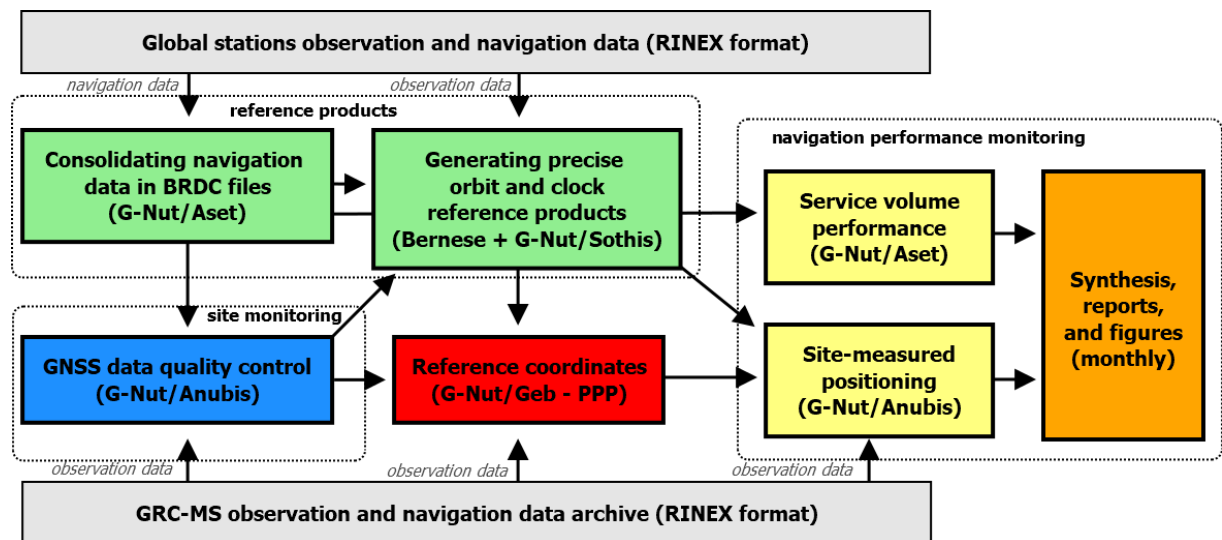 Global stations observation and navigation data (RINEX format)
navigation data
observation data
reference products
Consolidating navigation
data in BRDC files
(G-Nut/Aset)
Generating precise
orbit and clock
reference products
(Bernese + G-Nut/Sothis)
navigation performance monitoring
Service volume
performance
(G-Nut/Aset)
Synthesis,
reports,
and figures
(monthly)
site monitoring
GNSS data quality control
(G-Nut/Anubis)
Reference coordinates
(G-Nut/Geb - PPP)
Site-measured
positioning
(G-Nut/Anubis)
observation data
observation data
observation data
GRC-MS observation and navigation data archive (RINEX format)